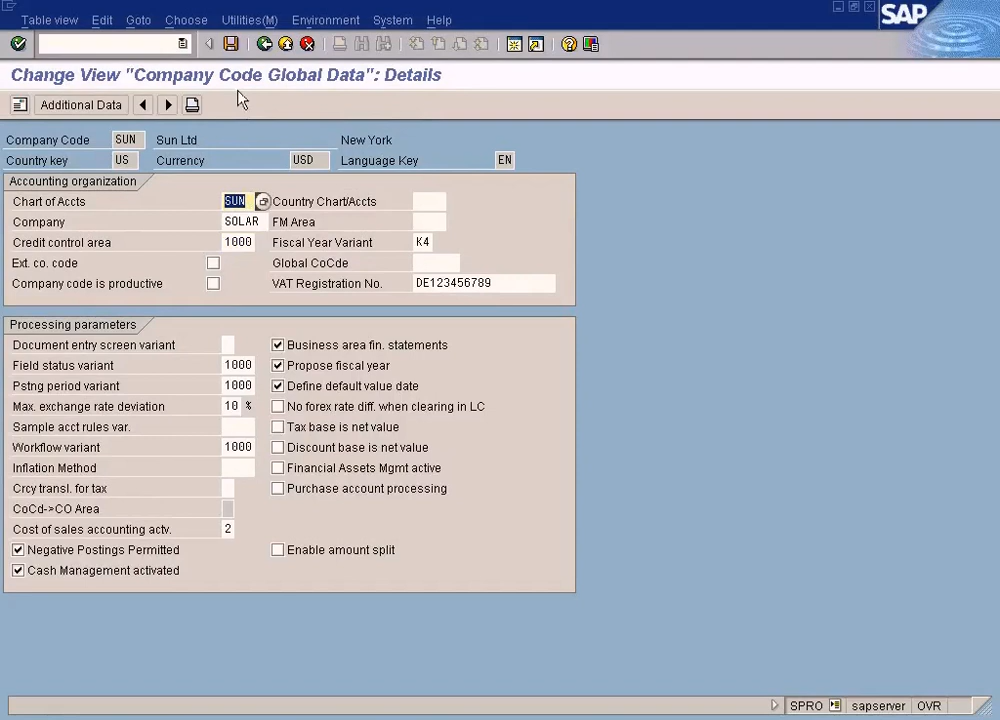 Table view Edit Goto Choose Utilities(M) Environment System Help
SAP
Change View "Company Code Global Data": Details
Additional Data
Company Code SUN Sun Ltd New York
Country key US Currency USD Language Key EN
Accounting organization
Chart of Accts SUN Country Chart/Accts
Company SOLAR FM Area
Credit control area 1000 Fiscal Year Variant K4
Ext. co. code Global CoCde
Company code is productive VAT Registration No. DE123456789
Processing parameters
Document entry screen variant Business area fin. statements
Field status variant 1000 Propose fiscal year
Pstng period variant 1000 Define default value date
Max. exchange rate deviation 10 % No forex rate diff. when clearing in LC
Sample acct rules var. Tax base is net value
Workflow variant 1000 Discount base is net value
Inflation Method Financial Assets Mgmt active
Crcy transl. for tax Purchase account processing
CoCd->CO Area
Cost of sales accounting actv. 2
Negative Postings Permitted Enable amount split
Cash Management activated
SPRO sapserver OVR